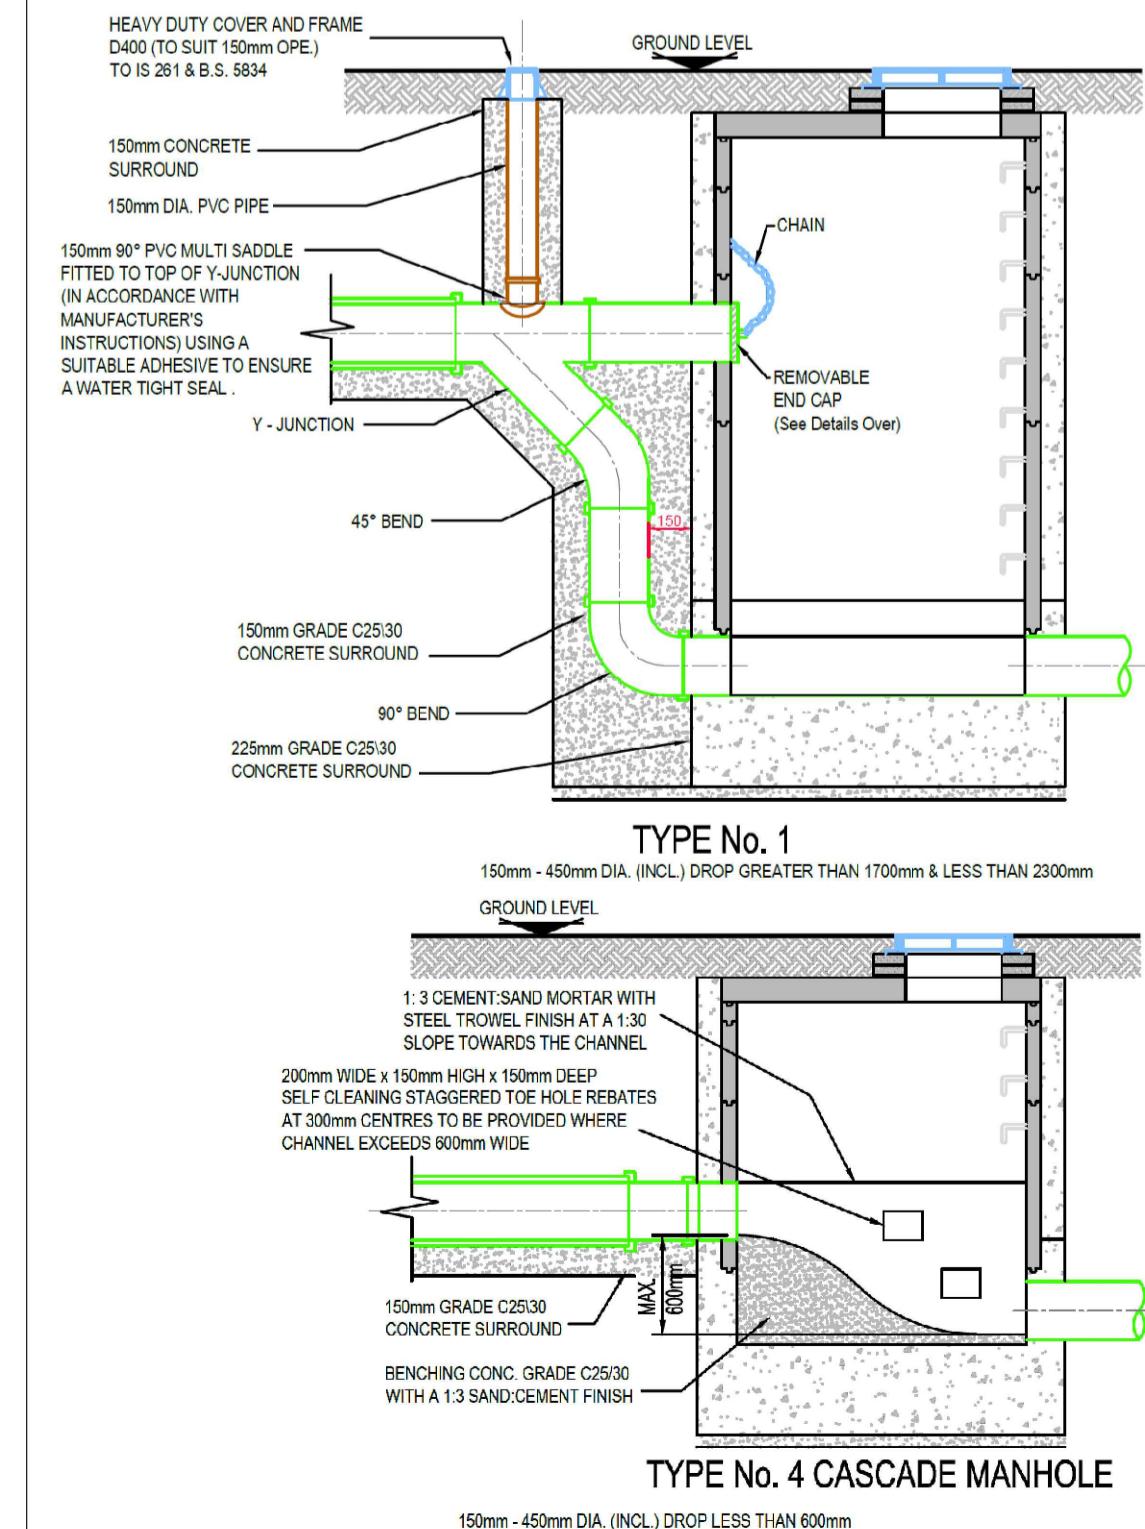 HEAVY DUTY COVER AND FRAME
D400 (TO SUIT 150mm OPE.)
TO IS 261 & B.S. 5834
GROUND LEVEL
150mm CONCRETE
SURROUND
150mm DIA. PVC PIPE
CHAIN
150mm 90° PVC MULTI SADDLE
FITTED TO TOP OF Y-JUNCTION
(IN ACCORDANCE WITH
MANUFACTURER'S
INSTRUCTIONS) USING A
SUITABLE ADHESIVE TO ENSURE
A WATER TIGHT SEAL .
REMOVABLE
END CAP
(See Details Over)
Y - JUNCTION
45° BEND
150
150mm GRADE C25\30
CONCRETE SURROUND
90° BEND
225mm GRADE C25\30
CONCRETE SURROUND
TYPE No. 1
150mm - 450mm DIA. (INCL.) DROP GREATER THAN 1700mm & LESS THAN 2300mm
GROUND LEVEL
1: 3 CEMENT:SAND MORTAR WITH
STEEL TROWEL FINISH AT A 1:30
SLOPE TOWARDS THE CHANNEL
200mm WIDE x 150mm HIGH x 150mm DEEP
SELF CLEANING STAGGERED TOE HOLE REBATES
AT 300mm CENTRES TO BE PROVIDED WHERE
CHANNEL EXCEEDS 600mm WIDE
MAX.
600mm
150mm GRADE C25\30
CONCRETE SURROUND
BENCHING CONC. GRADE C25/30
WITH A 1:3 SAND:CEMENT FINISH
TYPE No. 4 CASCADE MANHOLE
150mm - 450mm DIA. (INCL.) DROP LESS THAN 600mm